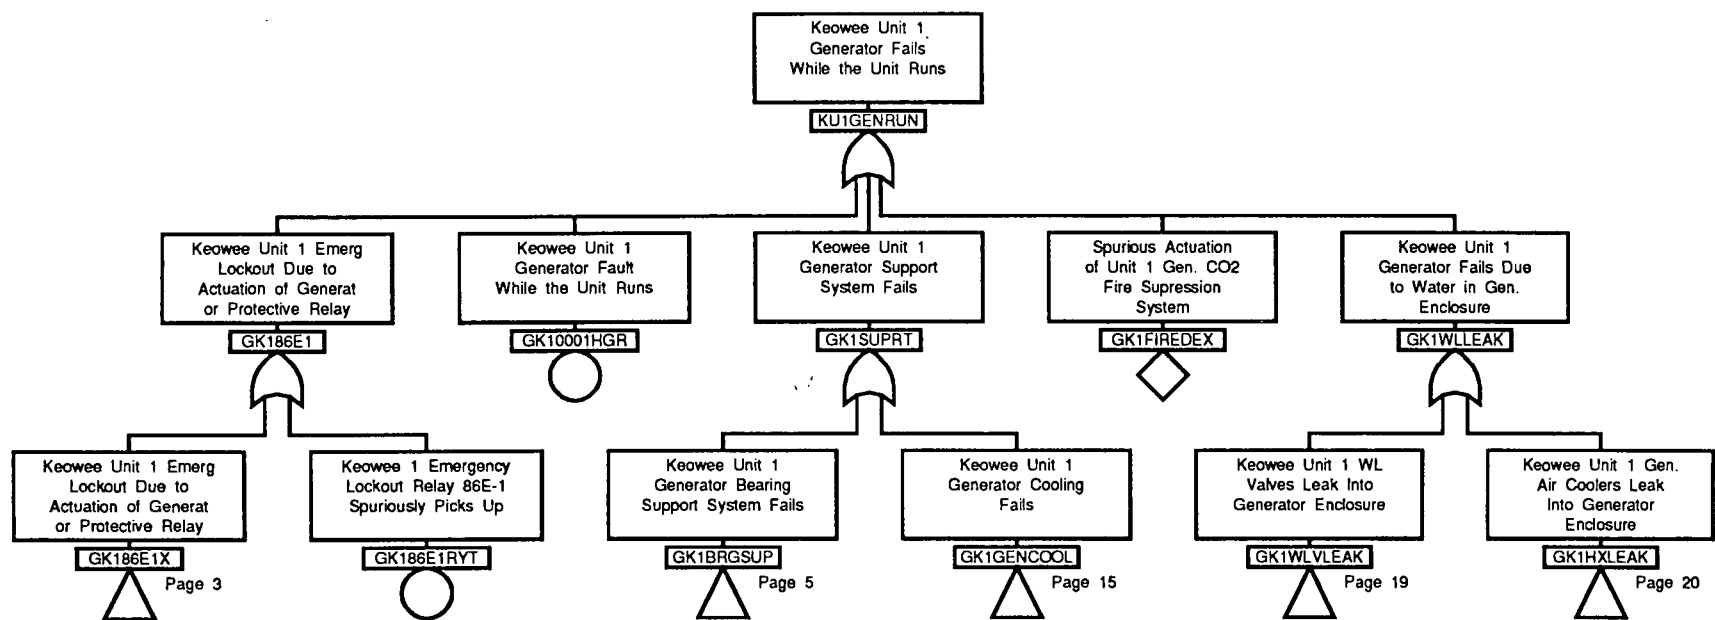 Keowee Unit 1
Generator Fails
While the Unit Runs
KU1GENRUN
Keowee Unit 1 Emerg
Lockout Due to
Actuation of Generat
or Protective Relay
GK186E1
Keowee Unit 1
Generator Fault
While the Unit Runs
GK10001HGR
Keowee Unit 1
Generator Support
System Fails
GK1SUPRT
Spurious Actuation
of Unit 1 Gen. CO2
Fire Supression
System
GK1FIREDEX
Keowee Unit 1
Generator Fails Due
to Water in Gen.
Enclosure
GK1WLLEAK
Keowee Unit 1 Emerg
Lockout Due to
Actuation of Generat
or Protective Relay
GK186E1X
Page 3
Keowee 1 Emergency
Lockout Relay 86E-1
Spuriously Picks Up
GK186E1RYT
Keowee Unit 1
Generator Bearing
Support System Fails
GK1BRGSUP
Page 5
Keowee Unit 1
Generator Cooling
Fails
GK1GENCOOL
Page 15
Keowee Unit 1 WL
Valves Leak Into
Generator Enclosure
GK1WLVLEAK
Page 19
Keowee Unit 1 Gen.
Air Coolers Leak
Into Generator
Enclosure
GK1HXLEAK
Page 20